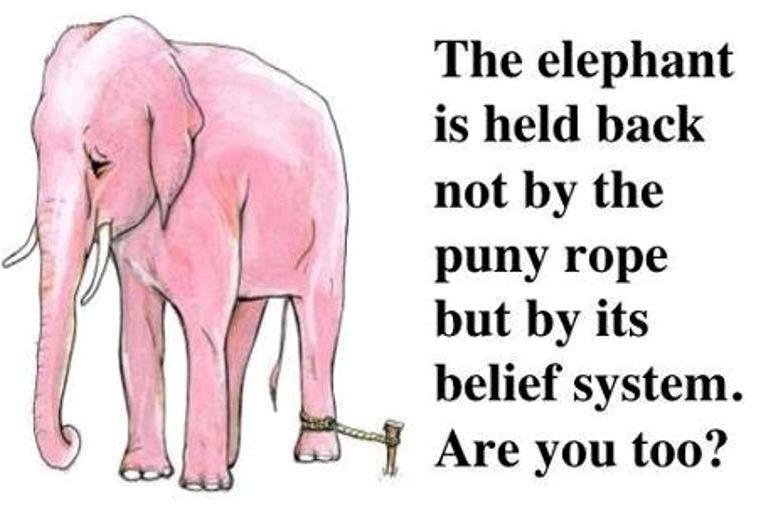 The elephant
is held back
not by the
puny rope
but by its
belief system.
Are you too?